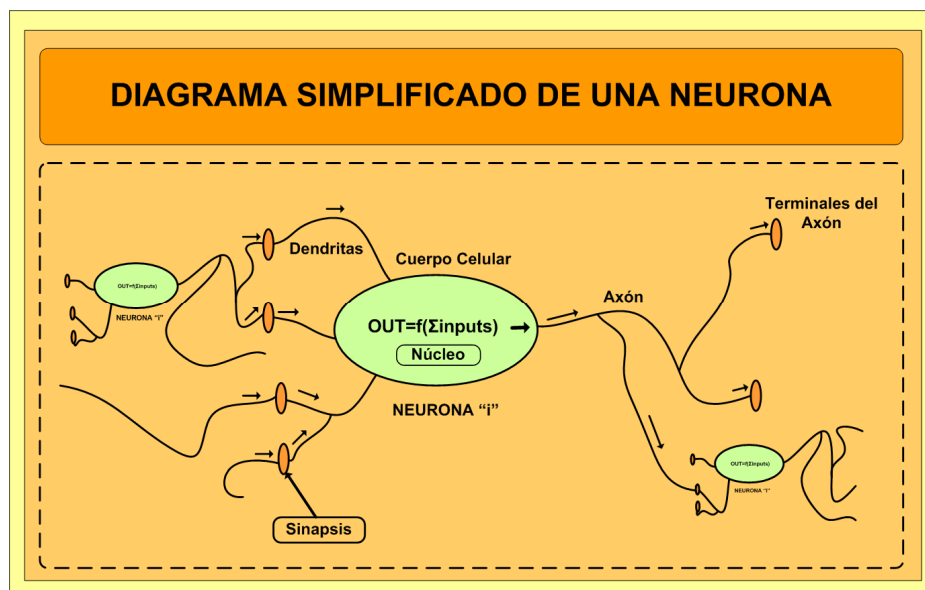 DIAGRAMA SIMPLIFICADO DE UNA NEURONA
Terminales del
Axón
Dendritas
Cuerpo Celular
OUT=f(Σinputs)
NEURONA “i”
Axón
OUT=f(Σinputs)
Núcleo
NEURONA “i”
OUT=f(Σinputs)
NEURONA “i”
Sinapsis